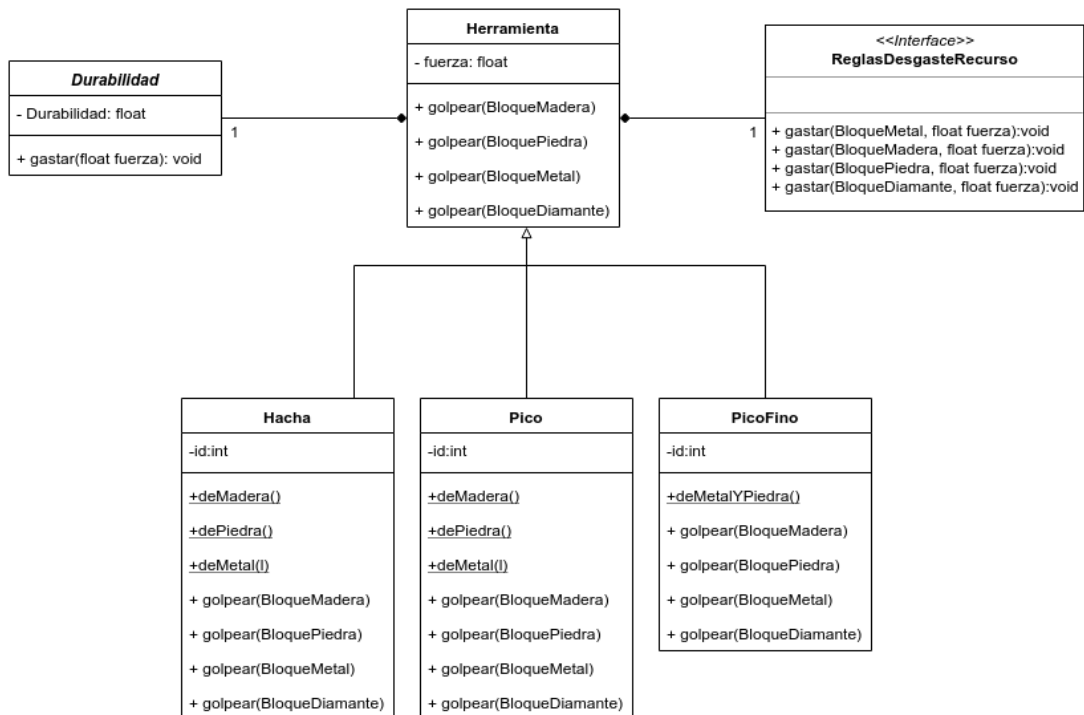 Durabilidad
- Durabilidad: float
+ gastar(float fuerza): void
1
Herramienta
- fuerza: float
+ golpear(BloqueMadera)
+ golpear(BloquePiedra)
+ golpear(BloqueMetal)
+ golpear(BloqueDiamante)
1
<<Interface>>
ReglasDesgasteRecurso
+ gastar(BloqueMetal, float fuerza):void
+ gastar(BloqueMadera, float fuerza):void
+ gastar(BloquePiedra, float fuerza):void
+ gastar(BloqueDiamante, float fuerza):void
Hacha
-id:int
+deMadera()
+dePiedra()
+deMetal(l)
+ golpear(BloqueMadera)
+ golpear(BloquePiedra)
+ golpear(BloqueMetal)
+ golpear(BloqueDiamante)
Pico
-id:int
+deMadera()
+dePiedra()
+deMetal(l)
+ golpear(BloqueMadera)
+ golpear(BloquePiedra)
+ golpear(BloqueMetal)
+ golpear(BloqueDiamante)
PicoFino
-id:int
+deMetalYPiedra()
+ golpear(BloqueMadera)
+ golpear(BloquePiedra)
+ golpear(BloqueMetal)
+ golpear(BloqueDiamante)